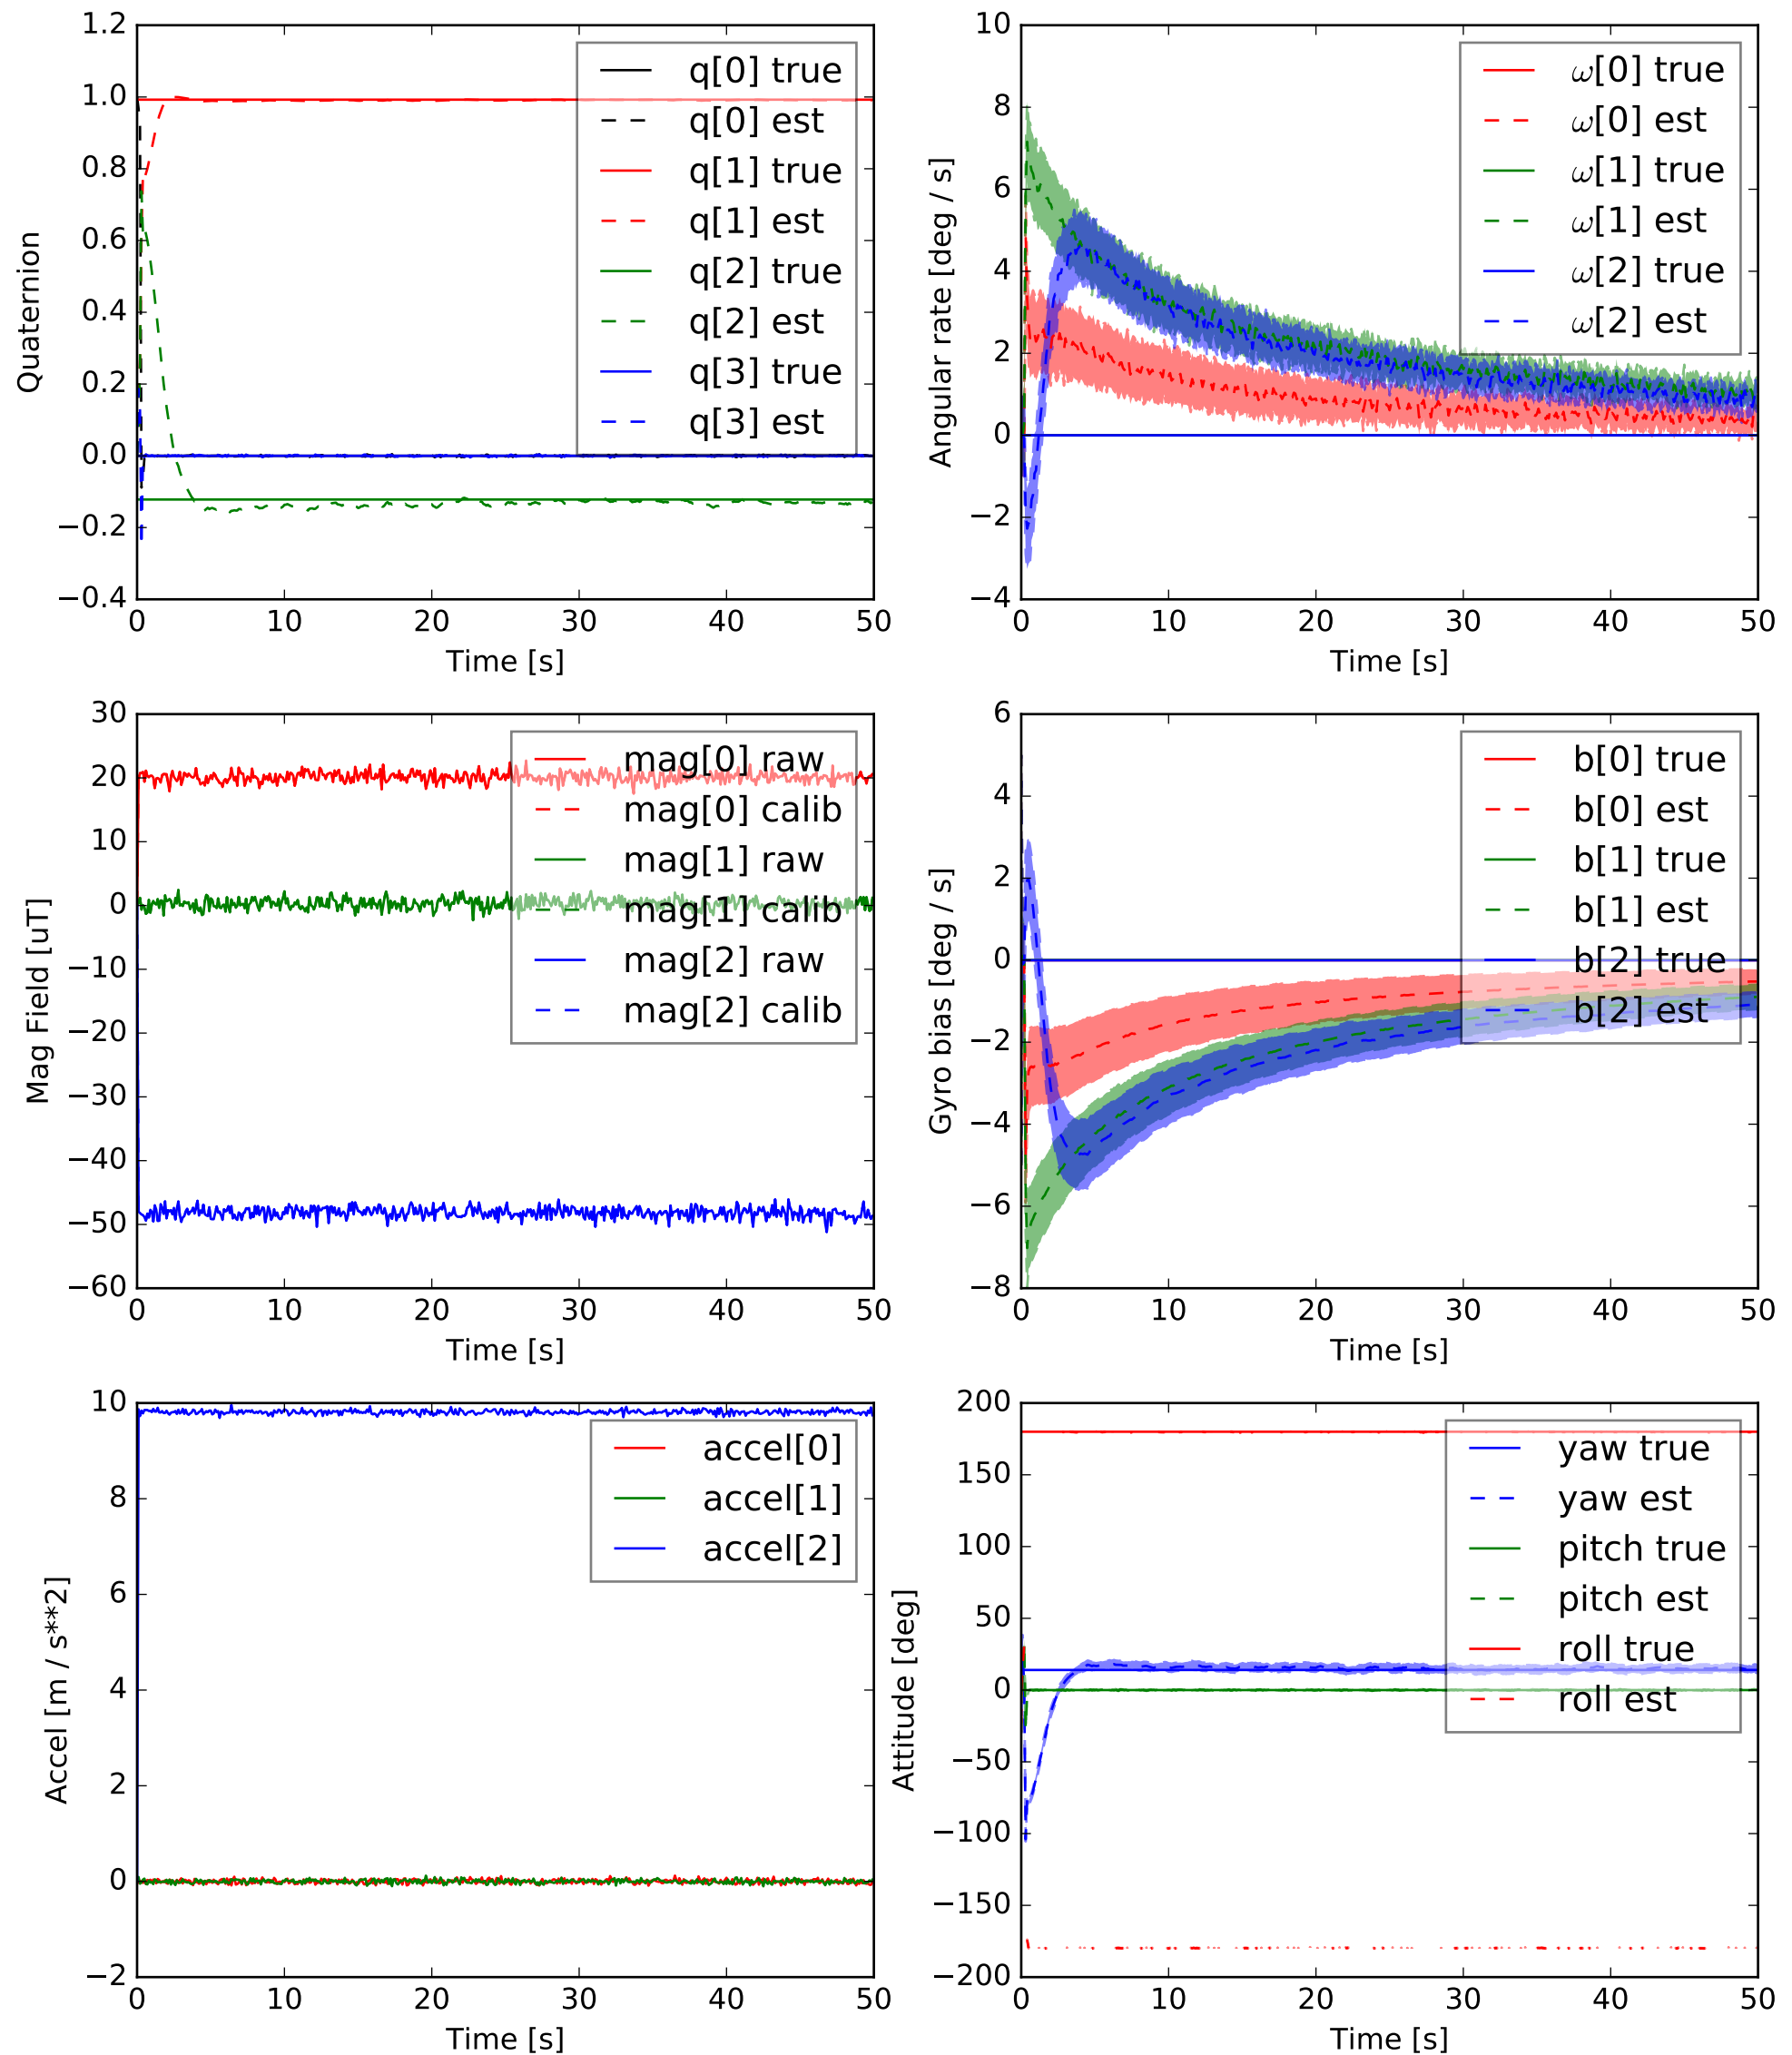 1.2
1.0
0.8
0.6
0.4
0.2
0.0
−0.2
−0.4
Quaternion
q[0] true
q[0] est
q[1] true
q[1] est
q[2] true
q[2] est
q[3] true
q[3] est
0 10 20 30 40 50
Time [s]
10
8
6
4
2
0
−2
−4
Angular rate [deg / s]
ω[0] true
ω[0] est
ω[1] true
ω[1] est
ω[2] true
ω[2] est
0 10 20 30 40 50
Time [s]
30
20
10
0
−10
−20
−30
−40
−50
−60
Mag Field [uT]
mag[0] raw
mag[0] calib
mag[1] raw
mag[1] calib
mag[2] raw
mag[2] calib
0 10 20 30 40 50
Time [s]
6
4
2
0
−2
−4
−6
−8
Gyro bias [deg / s]
b[0] true
b[0] est
b[1] true
b[1] est
b[2] true
b[2] est
0 10 20 30 40 50
Time [s]
10
8
6
4
2
0
−2
Accel [m / s**2]
accel[0]
accel[1]
accel[2]
0 10 20 30 40 50
Time [s]
200
150
100
50
0
−50
−100
−150
−200
Attitude [deg]
yaw true
yaw est
pitch true
pitch est
roll true
roll est
0 10 20 30 40 50
Time [s]